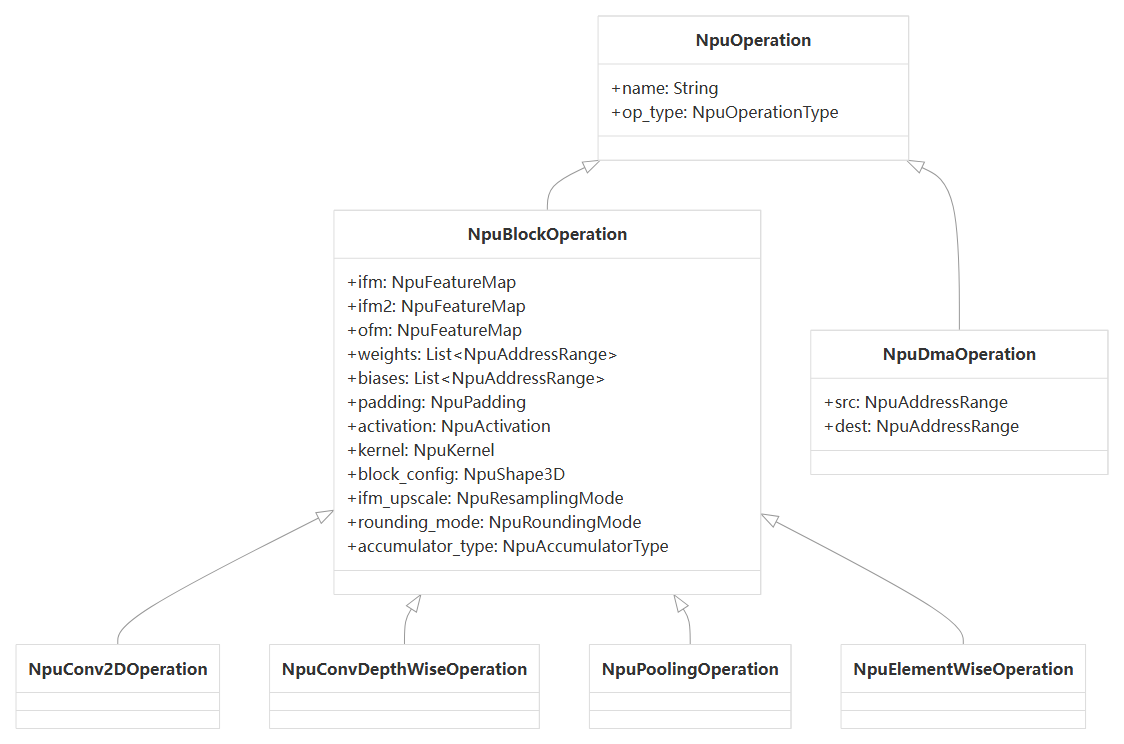 NpuOperation
+name: String
+op_type: NpuOperationType
NpuBlockOperation
+ifm: NpuFeatureMap
+ifm2: NpuFeatureMap
+ofm: NpuFeatureMap
+weights: List<NpuAddressRange>
+biases: List<NpuAddressRange>
+padding: NpuPadding
+activation: NpuActivation
+kernel: NpuKernel
+block_config: NpuShape3D
+ifm_upscale: NpuResamplingMode
+rounding_mode: NpuRoundingMode
+accumulator_type: NpuAccumulatorType
NpuDmaOperation
+src: NpuAddressRange
+dest: NpuAddressRange
NpuConv2DOperation
NpuConvDepthWiseOperation
NpuPoolingOperation
NpuElementWiseOperation